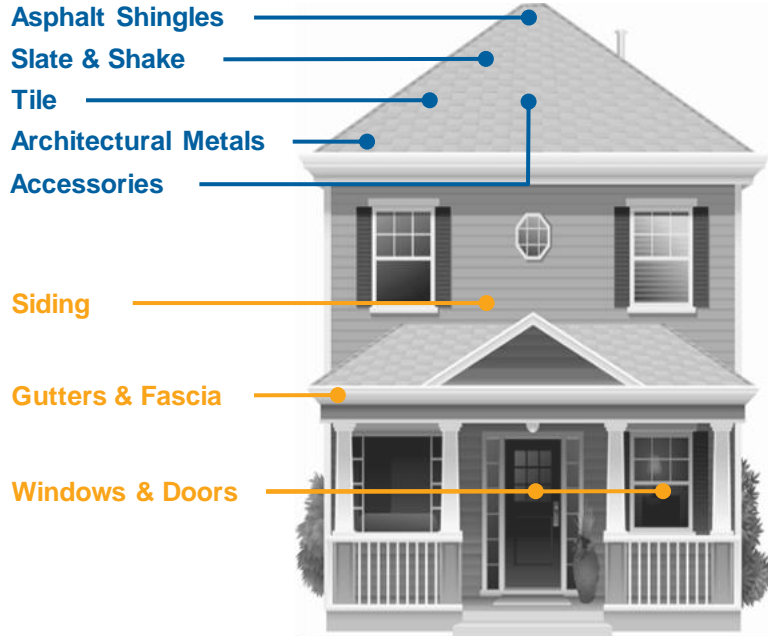 Asphalt Shingles
Slate & Shake
Tile
Architectural Metals
Accessories
Siding
Gutters & Fascia
Windows & Doors